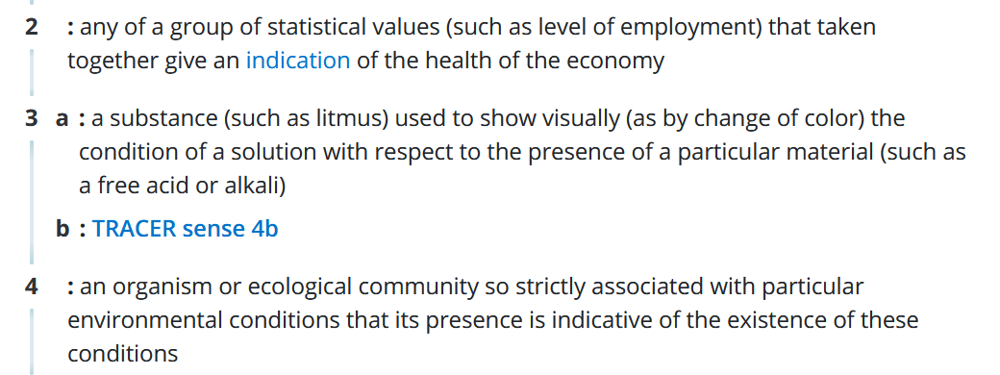 2 : any of a group of statistical values (such as level of employment) that taken
together give an indication of the health of the economy
3 a : a substance (such as litmus) used to show visually (as by change of color) the
condition of a solution with respect to the presence of a particular material (such as
a free acid or alkali)
b : TRACER sense 4b
4 : an organism or ecological community so strictly associated with particular
environmental conditions that its presence is indicative of the existence of these
conditions